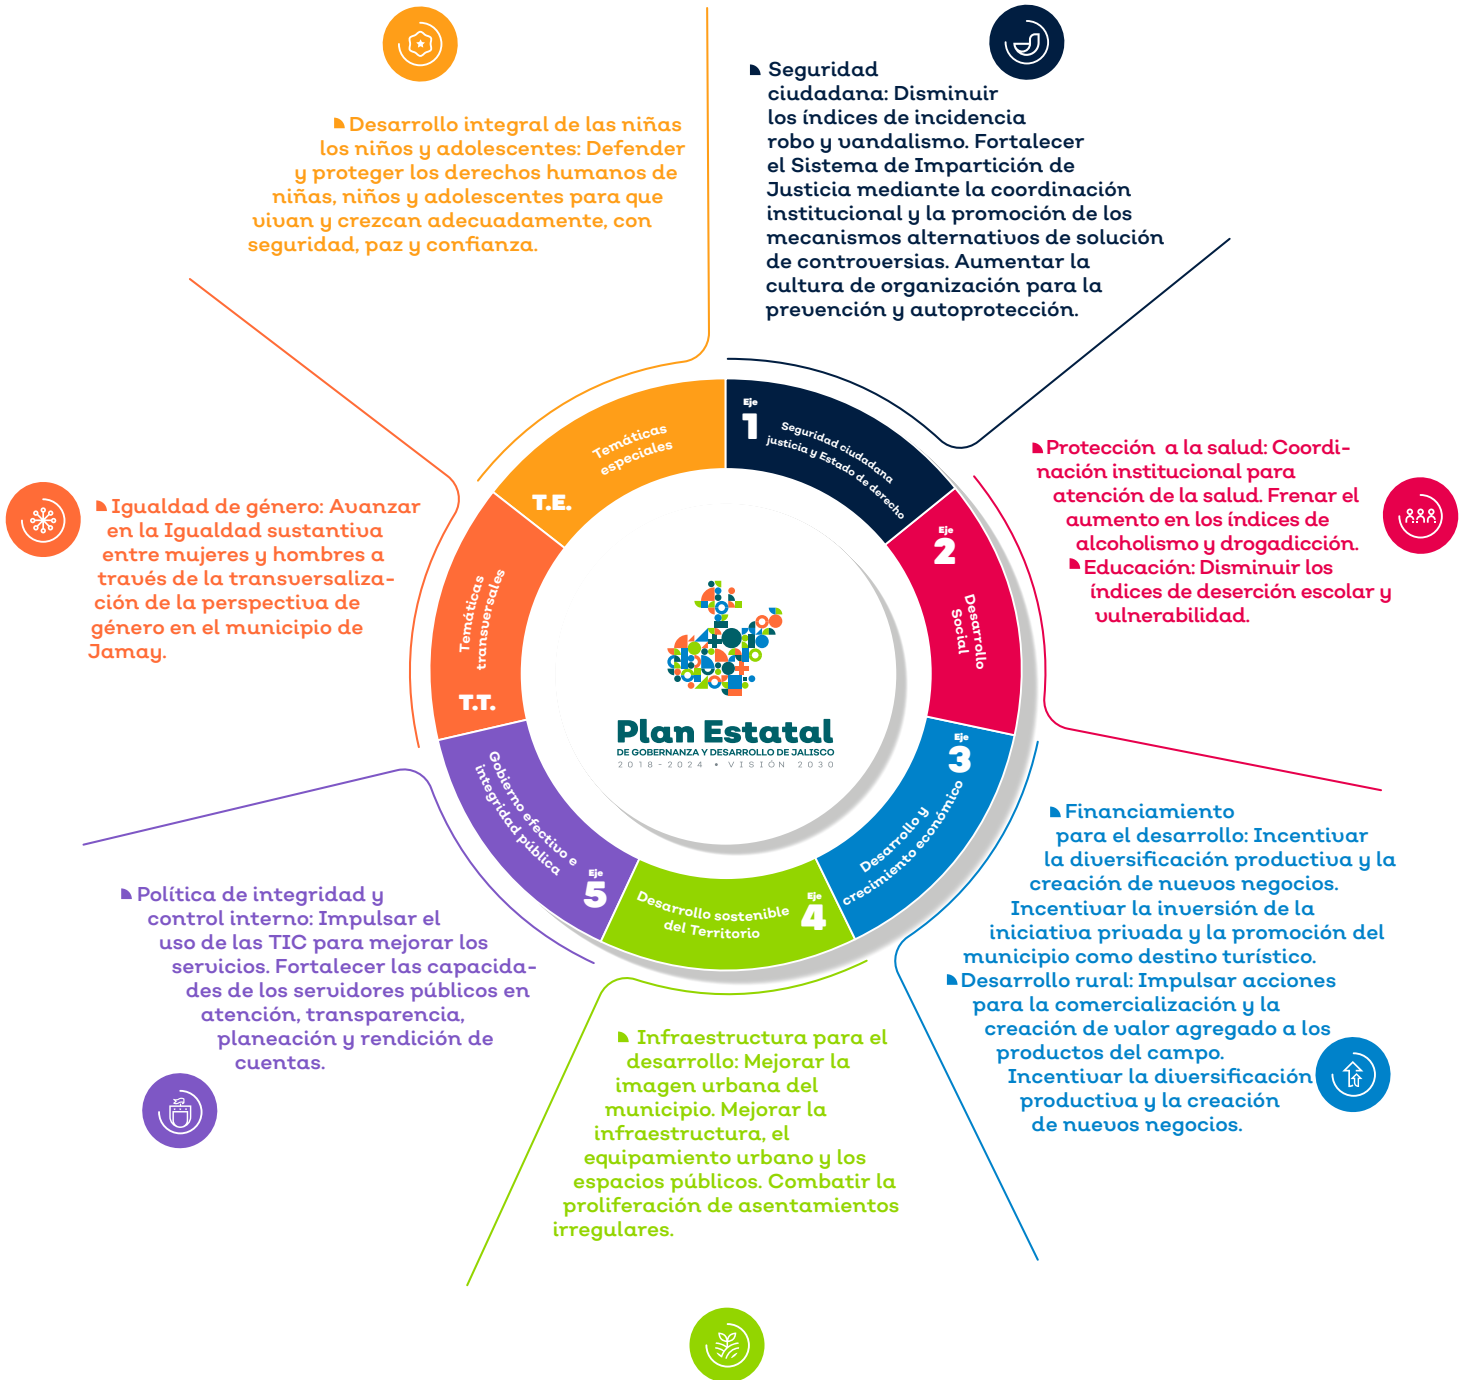 Desarrollo integral de las niñas
los niños y adolescentes: Defender
y proteger los derechos humanos de
niñas, niños y adolescentes para que
vivan y crezcan adecuadamente, con
seguridad, paz y confianza.
Seguridad
ciudadana: Disminuir
los índices de incidencia
robo y vandalismo. Fortalecer
el Sistema de Impartición de
Justicia mediante la coordinación
institucional y la promoción de los
mecanismos alternativos de solución
de controversias. Aumentar la
cultura de organización para la
prevención y autoprotección.
Protección  a la salud: Coordi-
nación institucional para
atención de la salud. Frenar el
aumento en los índices de
alcoholismo y drogadicción.
Educación: Disminuir los
índices de deserción escolar y
vulnerabilidad.
Financiamiento
para el desarrollo: Incentivar
la diversificación productiva y la
creación de nuevos negocios.
Incentivar la inversión de la
iniciativa privada y la promoción del
municipio como destino turístico.
Desarrollo rural: Impulsar acciones
para la comercialización y la
creación de valor agregado a los
productos del campo.
Incentivar la diversificación
productiva y la creación
de nuevos negocios.
Infraestructura para el
desarrollo: Mejorar la
imagen urbana del
municipio. Mejorar la
infraestructura, el
equipamiento urbano y los
espacios públicos. Combatir la
proliferación de asentamientos
irregulares.
Política de integridad y
control interno: Impulsar el
uso de las TIC para mejorar los
servicios. Fortalecer las capacida-
des de los servidores públicos en
atención, transparencia,
planeación y rendición de
cuentas.
Igualdad de género: Avanzar
en la Igualdad sustantiva
entre mujeres y hombres a
través de la transversaliza-
ción de la perspectiva de
género en el municipio de
Jamay.
Temáticas
especiales
T.E.
Eje
1
Seguridad ciudadana
justicia y Estado de derecho
Eje
2
Desarrollo
Social
Eje
3
Desarrollo y
crecimiento económico
Eje
4
Desarrollo sostenible
del Territorio
Eje
5
Gobierno efectivo e
integridad pública
Temáticas
transversales
T.T.
Plan Estatal
DE GOBERNANZA Y DESARROLLO DE JALISCO
2018-2024 • VISIÓN 2030